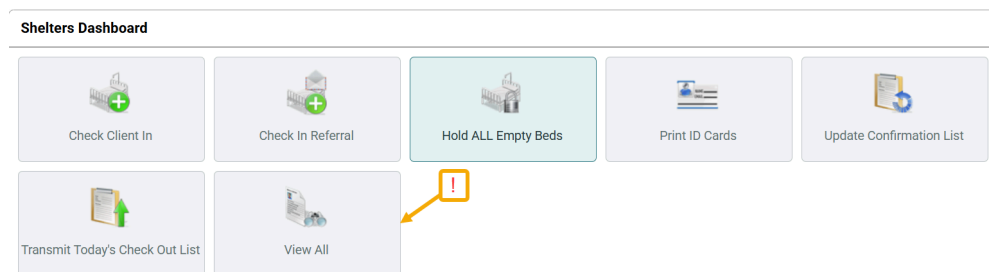 Shelters Dashboard
Check Client In
Check In Referral
Hold ALL Empty Beds
Print ID Cards
Update Confirmation List
!
Transmit Today's Check Out List
View All